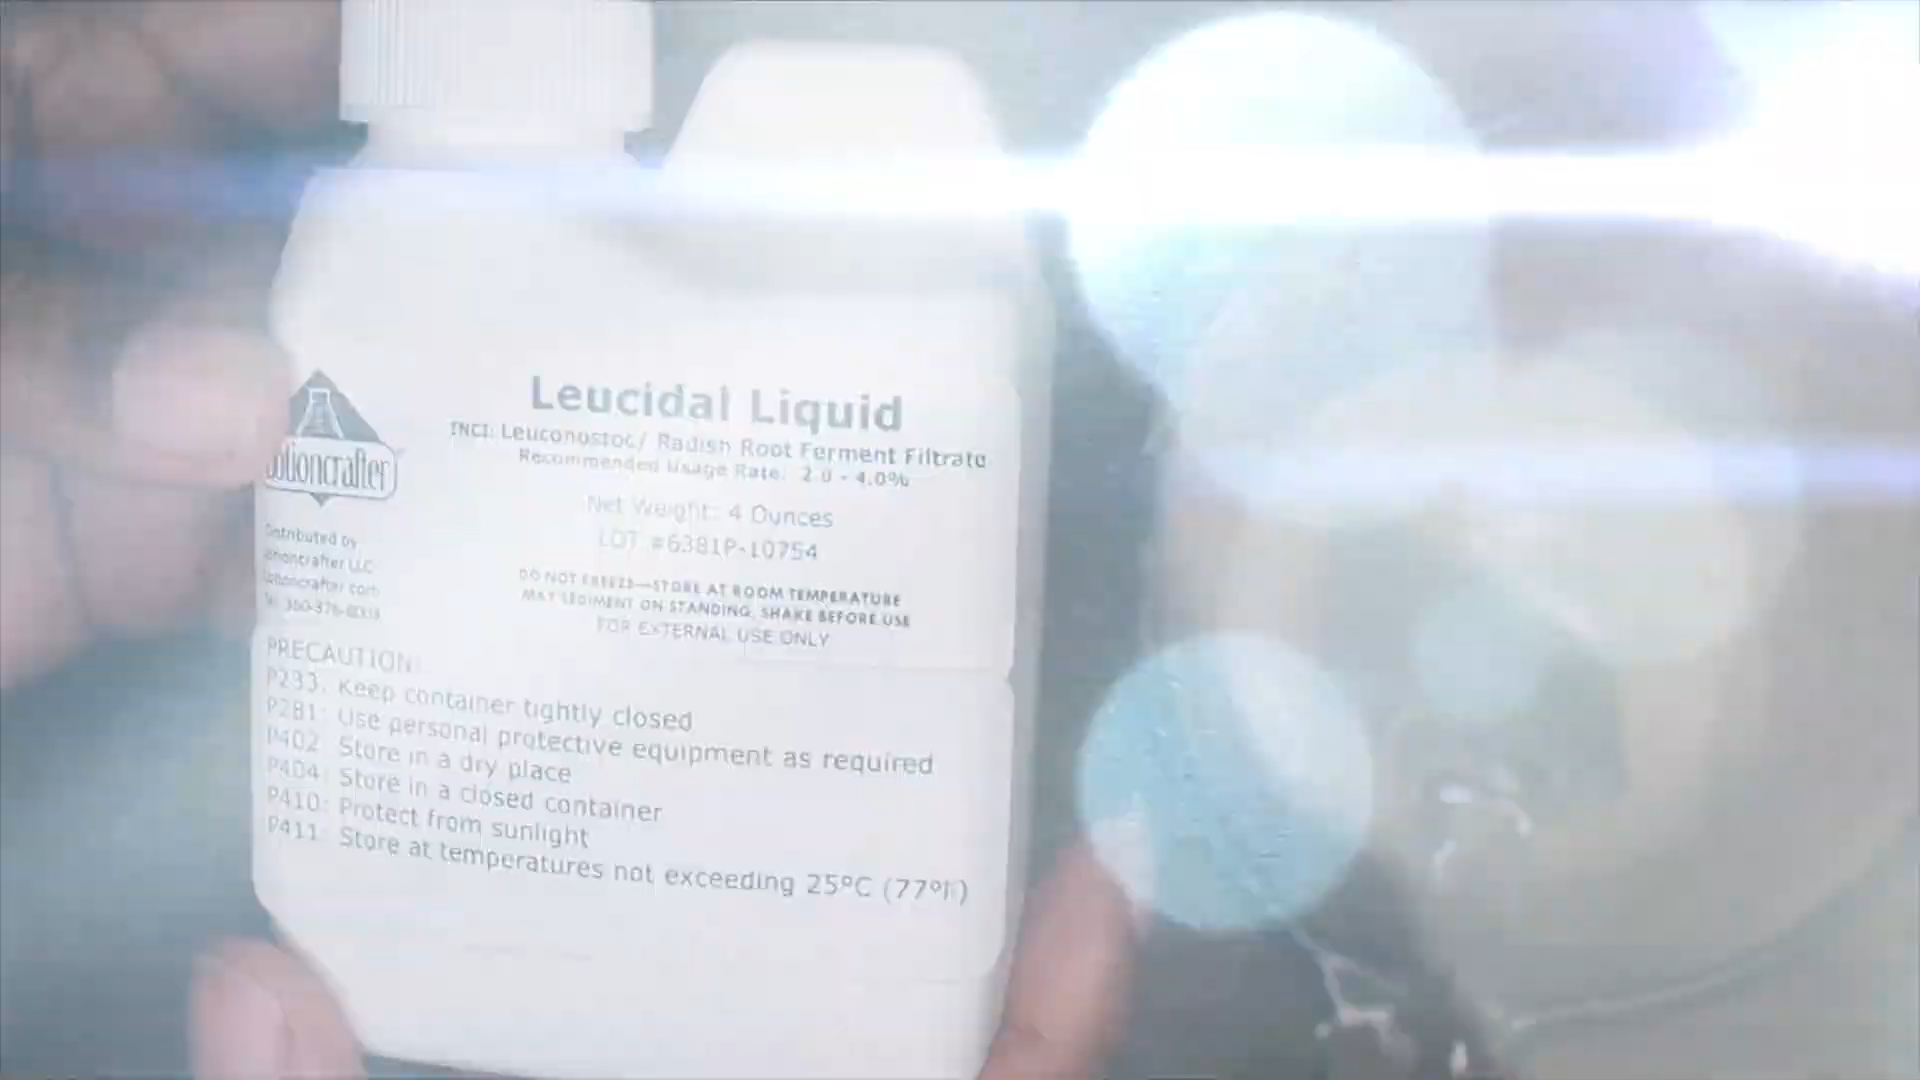 Leucidal Liquid
INCI: Leuconostoc/ Radish Root Ferment Filtrate
Recommended Usage Rate: 2.0 - 4.0%
Net Weight: 4 Ounces
LOT #6381P-10754
DO NOT FREEZE—STORE AT ROOM TEMPERATURE
MAY SEDIMENT ON STANDING, SHAKE BEFORE USE
FOR EXTERNAL USE ONLY
lotioncrafter
Distributed by
lotioncrafter LLC
lotioncrafter.com
PRECAUTION:
P233: Keep container tightly closed
P281: Use personal protective equipment as required
P402: Store in a dry place
P404: Store in a closed container
P410: Protect from sunlight
P411: Store at temperatures not exceeding 25ºC (77ºF)